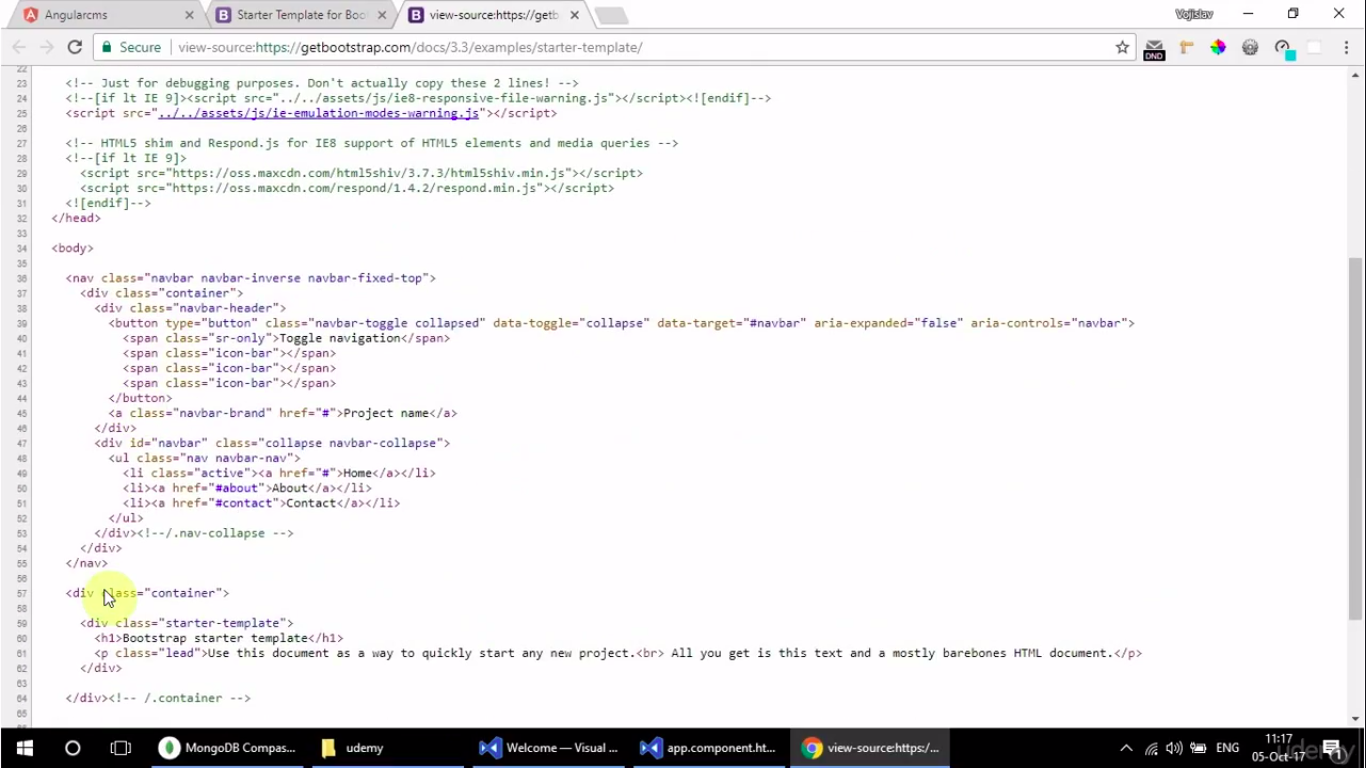 Angularcms
Starter Template for Boo
view-source:https://getb
Vojislav
Secure
view-source:https://getbootstrap.com/docs/3.3/examples/starter-template/
DND
22
23 <!-- Just for debugging purposes. Don't actually copy these 2 lines! -->
24 <!--[if lt IE 9]><script src="../../assets/js/ie8-responsive-file-warning.js"></script><![endif]-->
25 <script src="../../assets/js/ie-emulation-modes-warning.js"></script>
26
27 <!-- HTML5 shim and Respond.js for IE8 support of HTML5 elements and media queries -->
28 <!--[if lt IE 9]>
29 <script src="https://oss.maxcdn.com/html5shiv/3.7.3/html5shiv.min.js"></script>
30 <script src="https://oss.maxcdn.com/respond/1.4.2/respond.min.js"></script>
31 <![endif]-->
32 </head>
33
34 <body>
35
36 <nav class="navbar navbar-inverse navbar-fixed-top">
37 <div class="container">
38 <div class="navbar-header">
39 <button type="button" class="navbar-toggle collapsed" data-toggle="collapse" data-target="#navbar" aria-expanded="false" aria-controls="navbar">
40 <span class="sr-only">Toggle navigation</span>
41 <span class="icon-bar"></span>
42 <span class="icon-bar"></span>
43 <span class="icon-bar"></span>
44 </button>
45 <a class="navbar-brand" href="#">Project name</a>
46 </div>
47 <div id="navbar" class="collapse navbar-collapse">
48 <ul class="nav navbar-nav">
49 <li class="active"><a href="#">Home</a></li>
50 <li><a href="#about">About</a></li>
51 <li><a href="#contact">Contact</a></li>
52 </ul>
53 </div><!--/.nav-collapse -->
54 </div>
55 </nav>
56
57 <div class="container">
58
59 <div class="starter-template">
60 <h1>Bootstrap starter template</h1>
61 <p class="lead">Use this document as a way to quickly start any new project.<br> All you get is this text and a mostly barebones HTML document.</p>
62 </div>
63
64 </div><!-- /.container -->
65
MongoDB Compas...
udemy
Welcome — Visual ...
app.component.ht...
view-source:https:/...
ENG
11:17
05-Oct-17
1
udemy